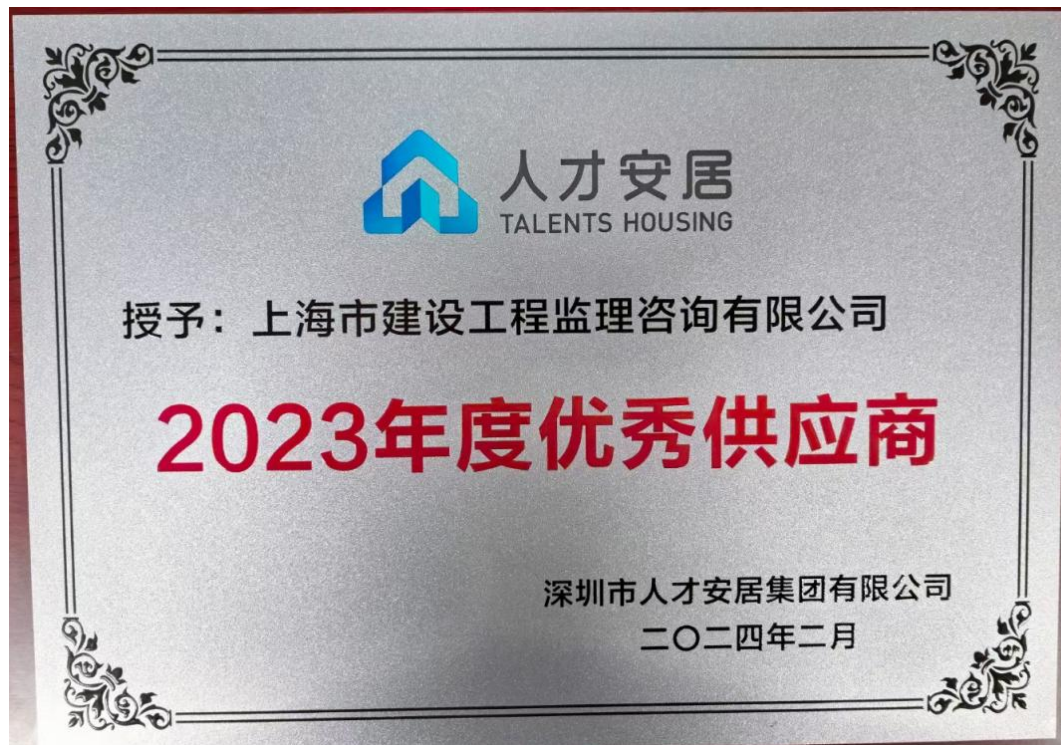 人才安居
TALENTS HOUSING
授予：上海市建设工程监理咨询有限公司
2023年度优秀供应商
深圳市人才安居集团有限公司
二〇二四年二月